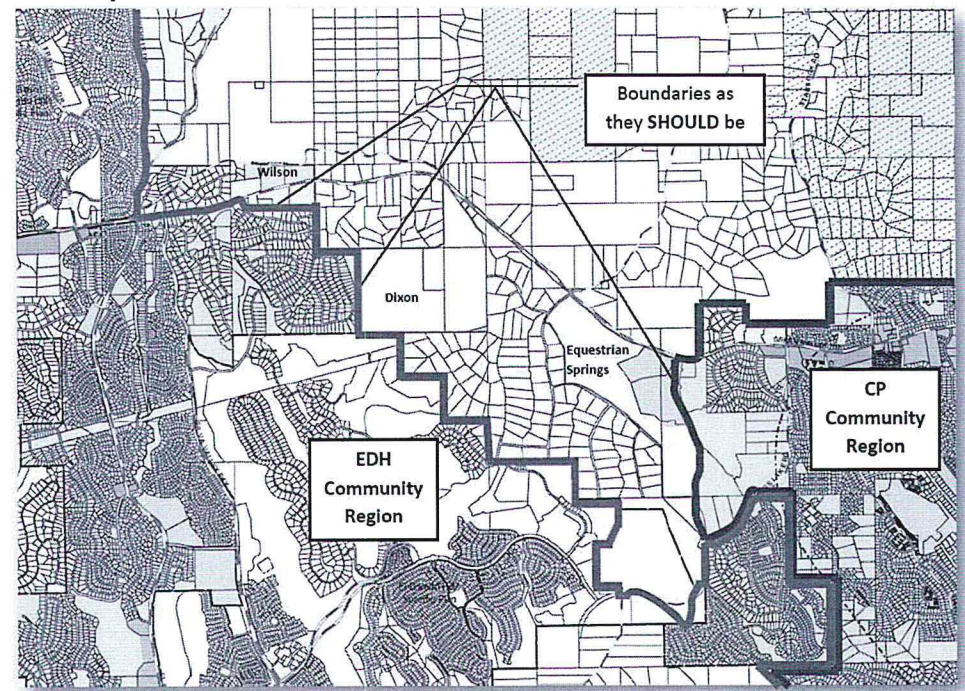 Boundaries as
they SHOULD be
Wilson
Dixon
Equestrian
Springs
CP
Community
Region
EDH
Community
Region